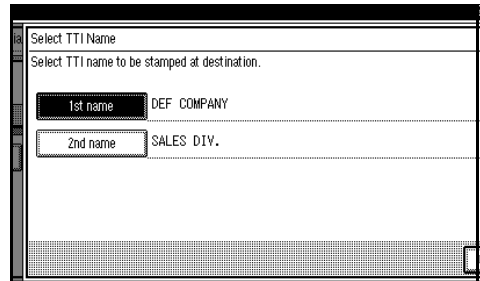 ia
Select TTI Name
Select TTI name to be stamped at destination.
1st name DEF COMPANY
2nd name SALES DIV.